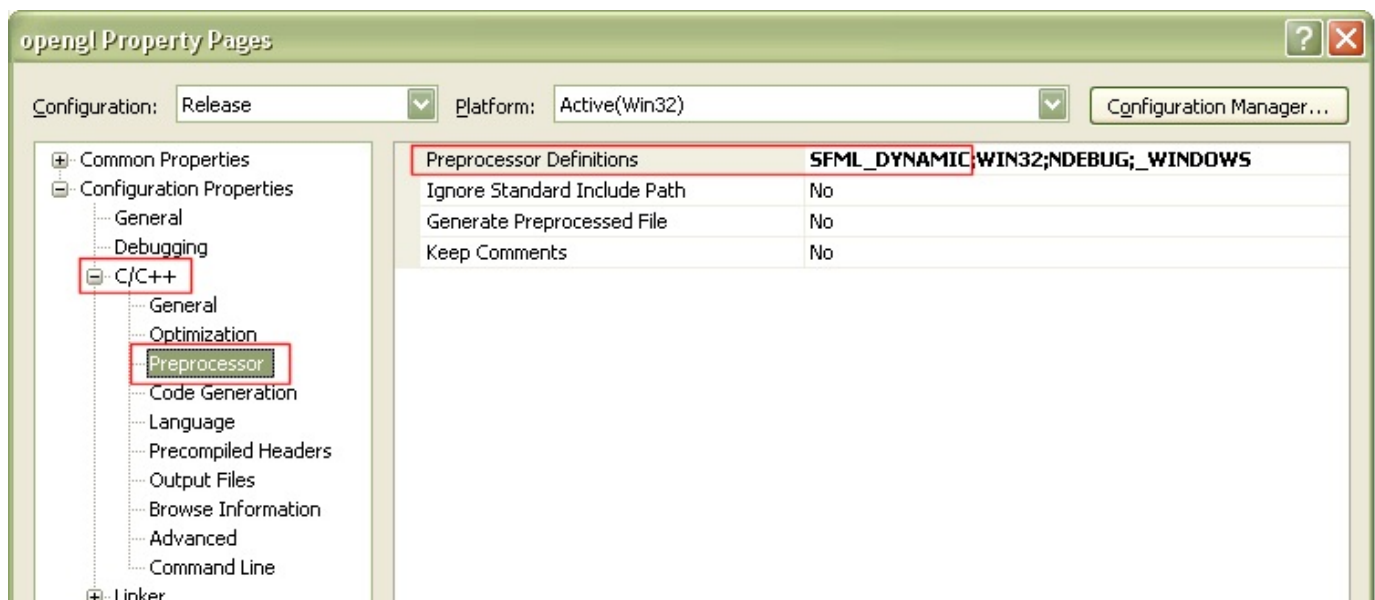 opengl Property Pages
Configuration: Release Platform: Active(Win32) Configuration Manager...
Common Properties
Configuration Properties
General
Debugging
C/C++
General
Optimization
Preprocessor
Code Generation
Language
Precompiled Headers
Output Files
Browse Information
Advanced
Command Line
Linker
Preprocessor Definitions SFML_DYNAMIC;WIN32;NDEBUG;_WINDOWS
Ignore Standard Include Path No
Generate Preprocessed File No
Keep Comments No